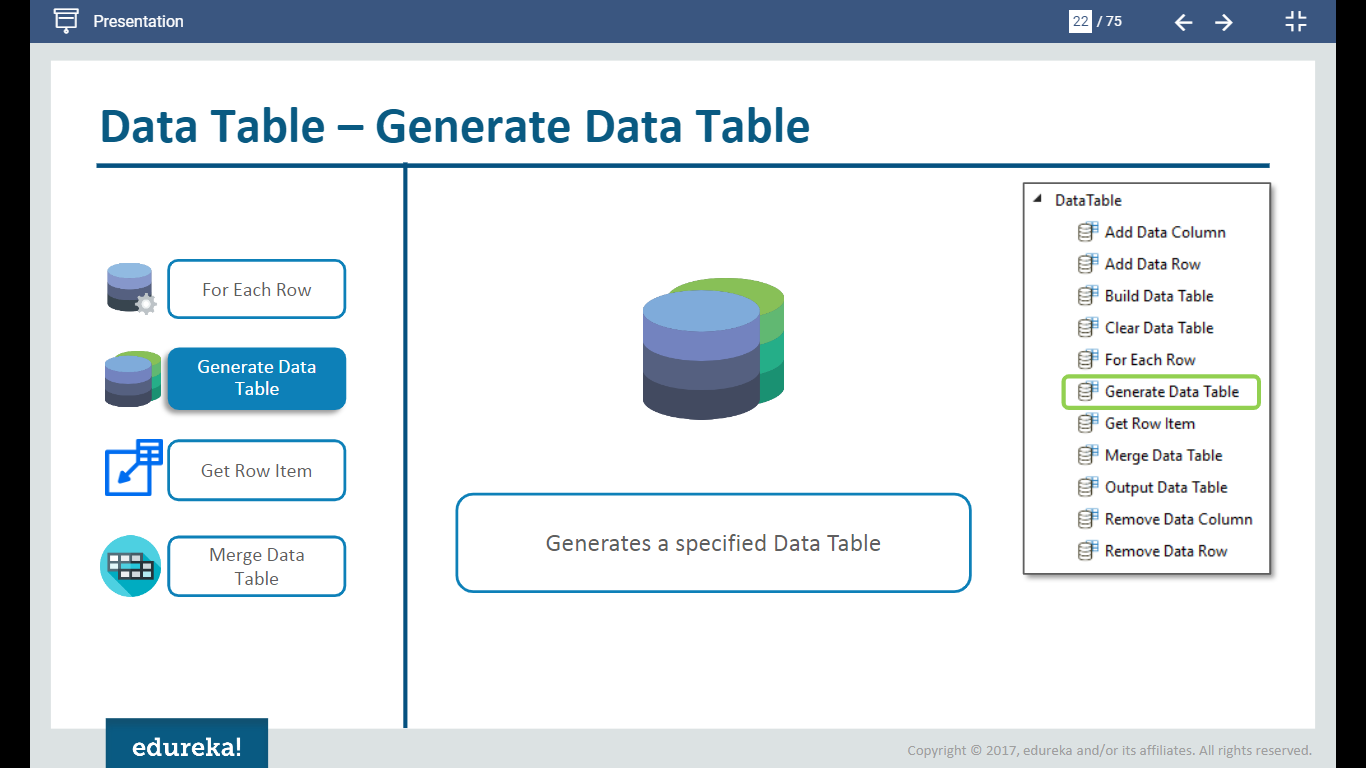 Presentation
22 / 75
Data Table – Generate Data Table
For Each Row
Generate Data
Table
Get Row Item
Merge Data
Table
Generates a specified Data Table
DataTable
Add Data Column
Add Data Row
Build Data Table
Clear Data Table
For Each Row
Generate Data Table
Get Row Item
Merge Data Table
Output Data Table
Remove Data Column
Remove Data Row
edureka!
Copyright © 2017, edureka and/or its affiliates. All rights reserved.